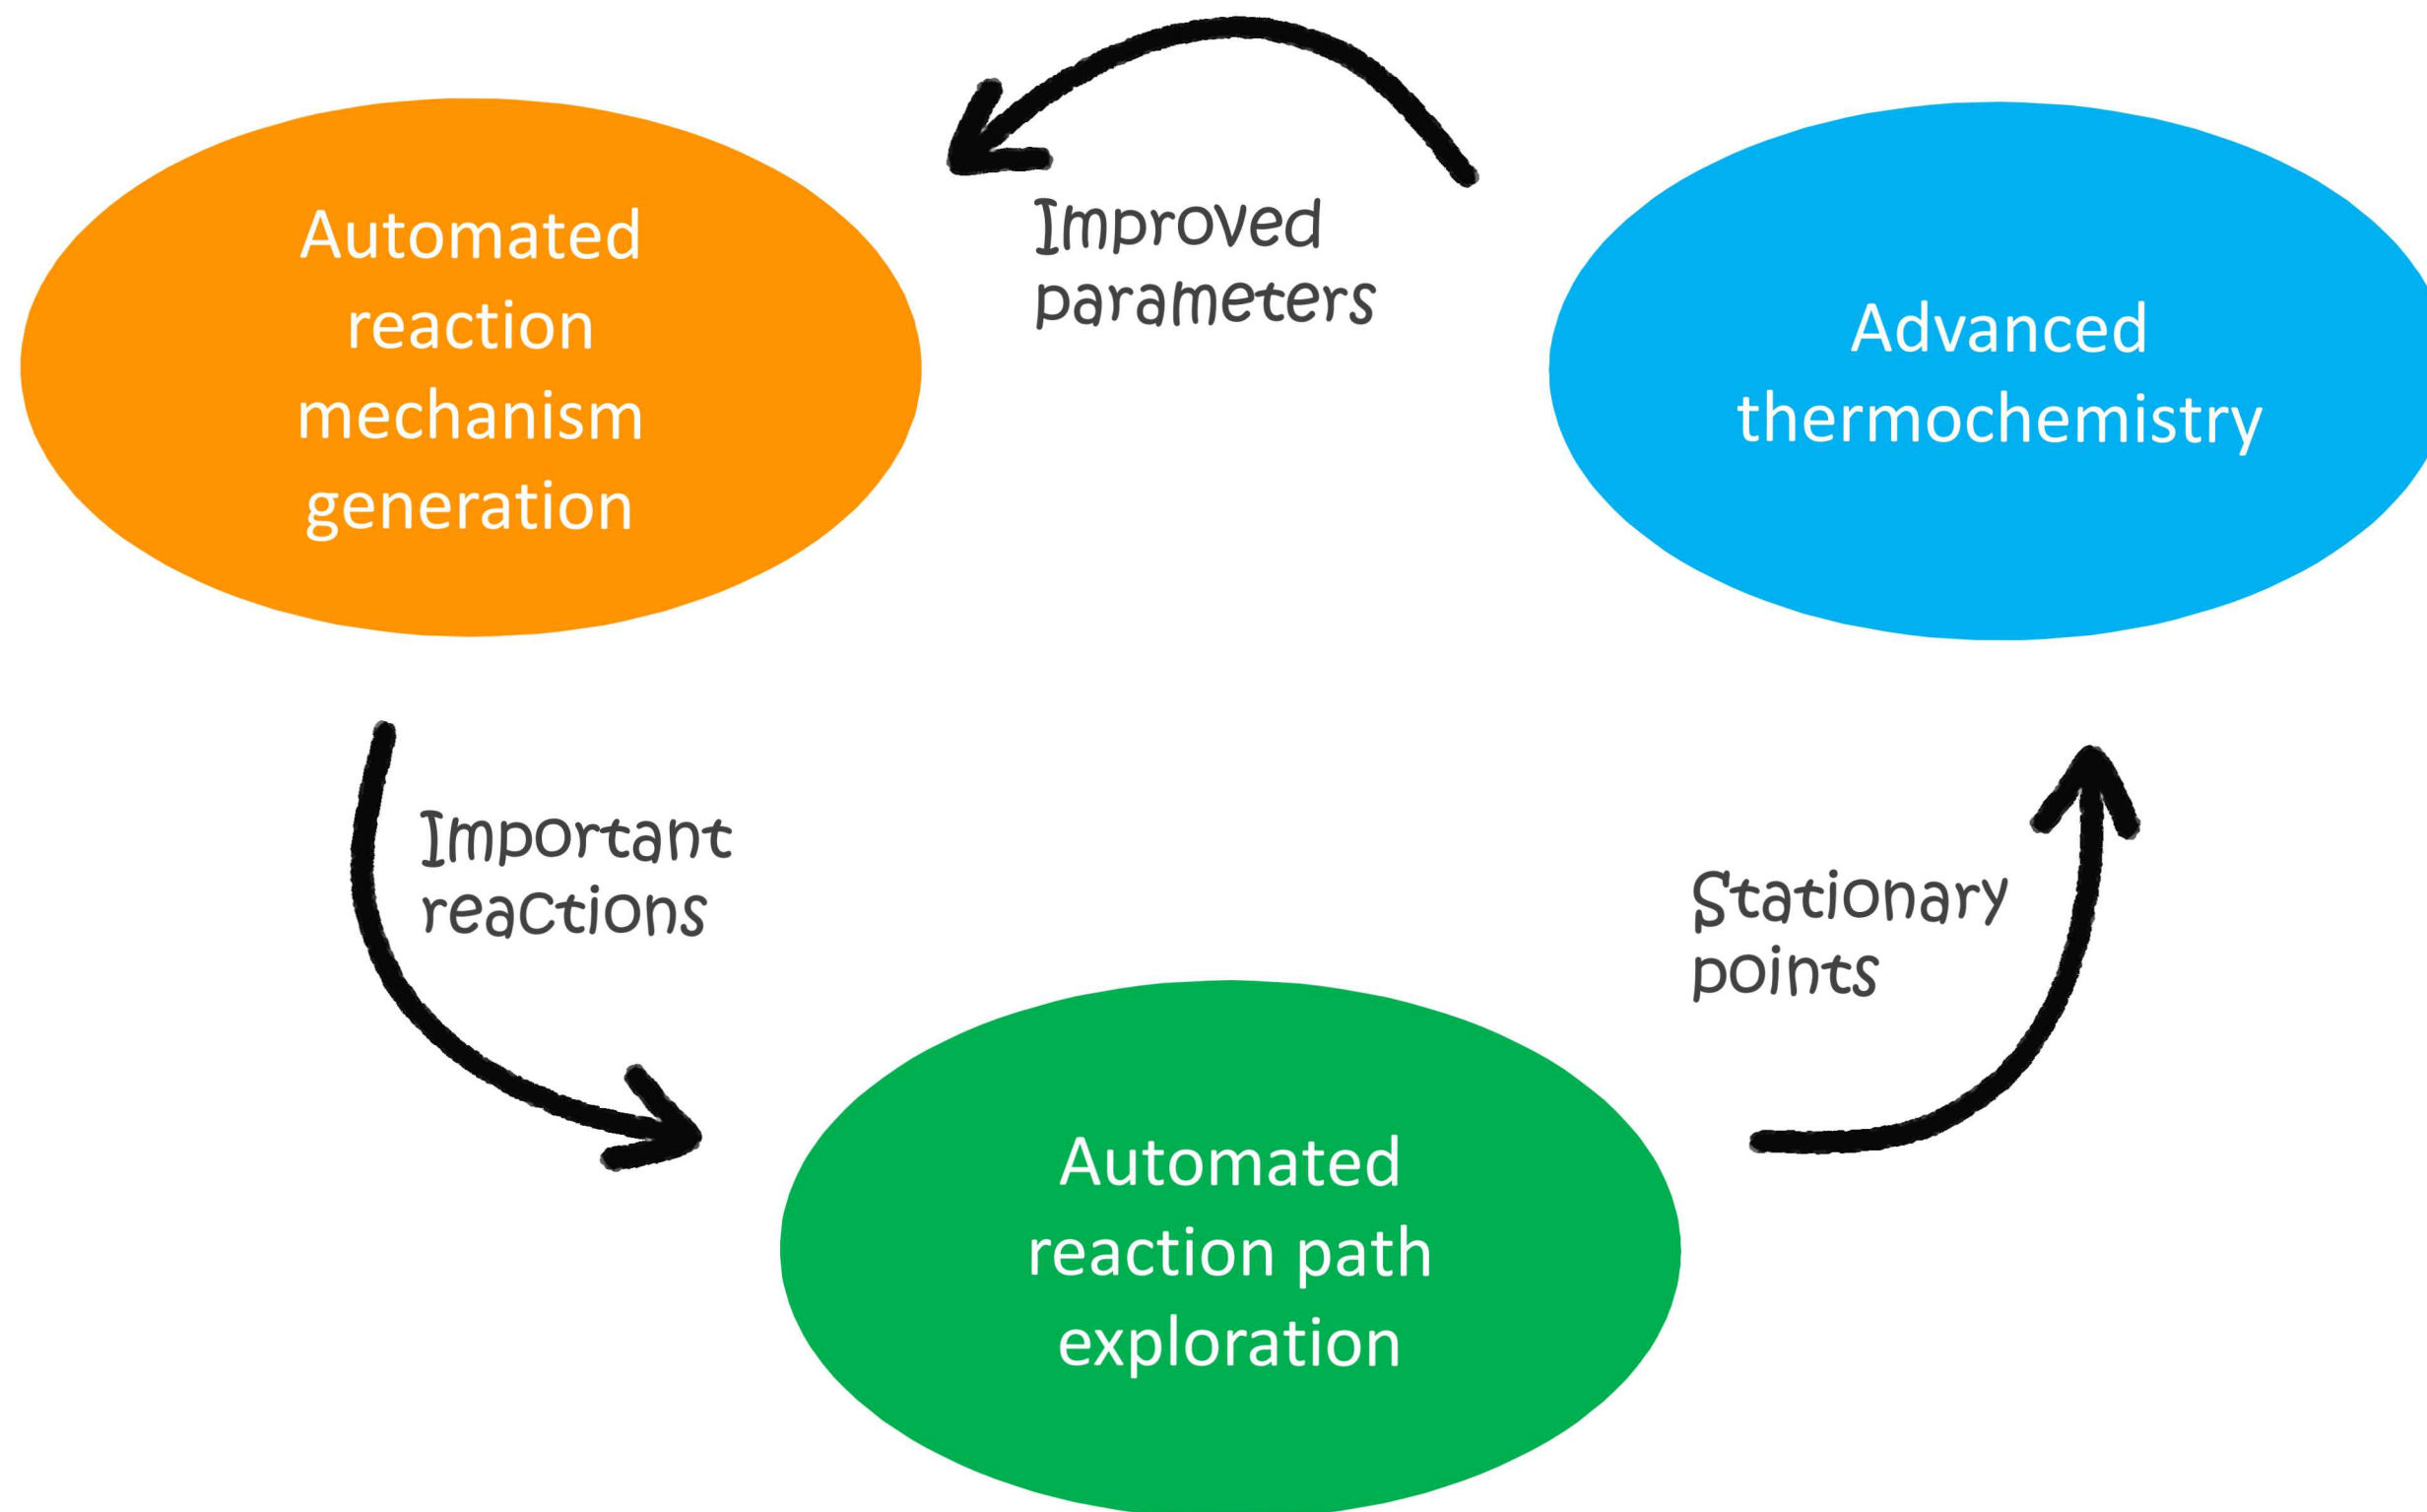 Automated
reaction
mechanism
generation
Improved
parameters
Advanced
thermochemistry
Important
reactions
Stationary
points
Automated
reaction path
exploration